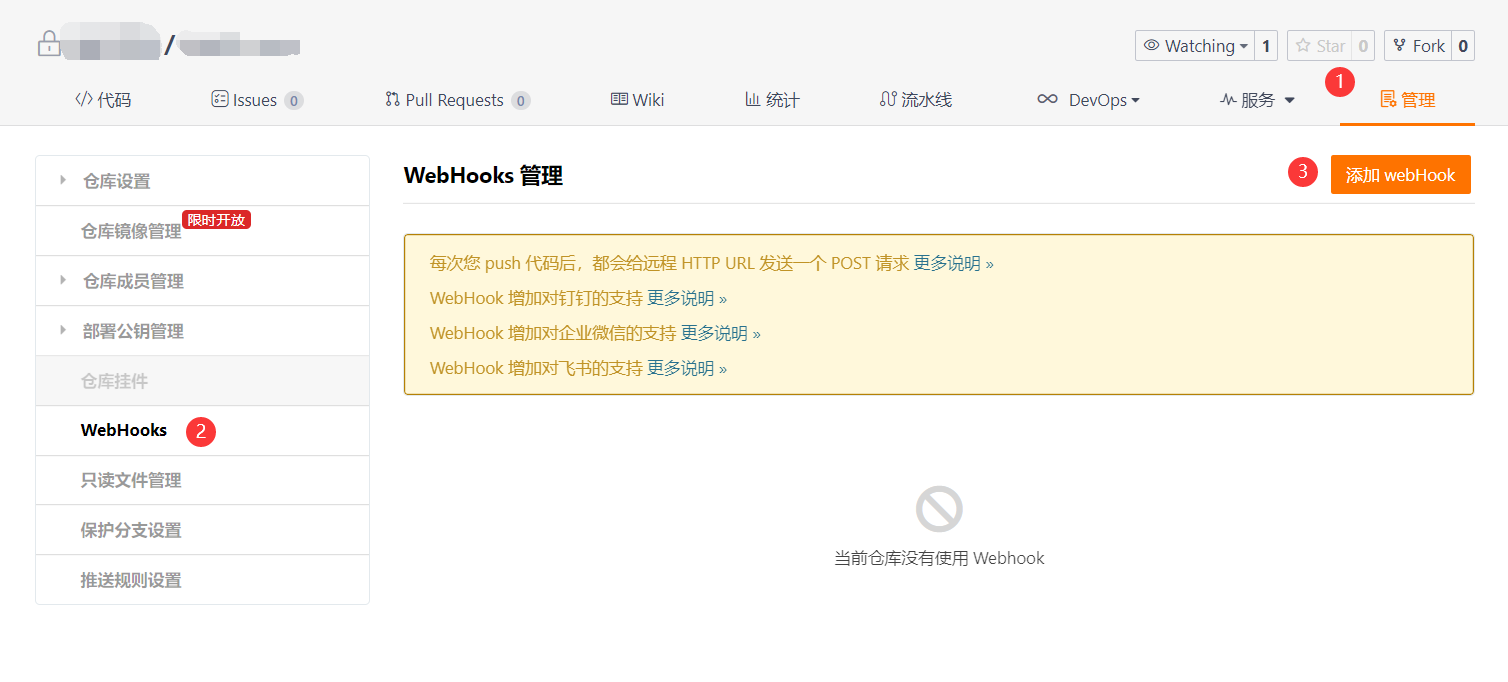 /
Watching 1 Star 0 Fork 0
代码 Issues 0 Pull Requests 0 Wiki 统计 流水线 DevOps 服务 1 管理
仓库设置
仓库镜像管理 限时开放
仓库成员管理
部署公钥管理
仓库挂件
WebHooks 2
只读文件管理
保护分支设置
推送规则设置
WebHooks 管理 3 添加 webHook
每次您 push 代码后，都会给远程 HTTP URL 发送一个 POST 请求 更多说明 »
WebHook 增加对钉钉的支持 更多说明 »
WebHook 增加对企业微信的支持 更多说明 »
WebHook 增加对飞书的支持 更多说明 »
当前仓库没有使用 Webhook